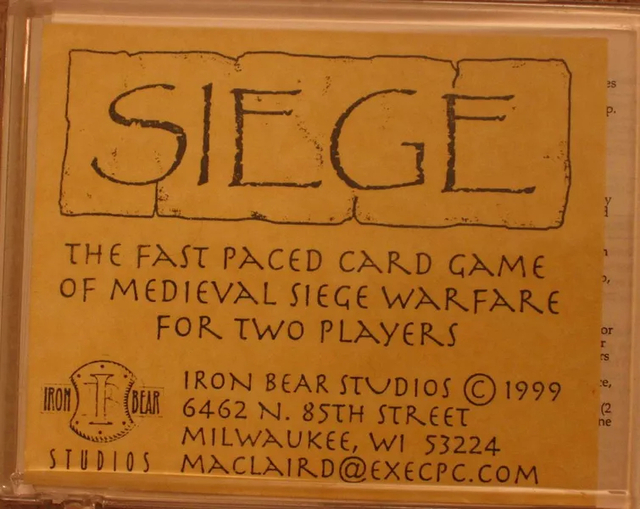 SIEGE
THE FAST PACED CARD GAME
OF MEDIEVAL SIEGE WARFARE
FOR TWO PLAYERS
IRON BEAR
STUDIOS
IRON BEAR STUDIOS © 1999
6462 N. 85TH STREET
MILWAUKEE, WI 53224
MACLAIRD@EXECPC.COM